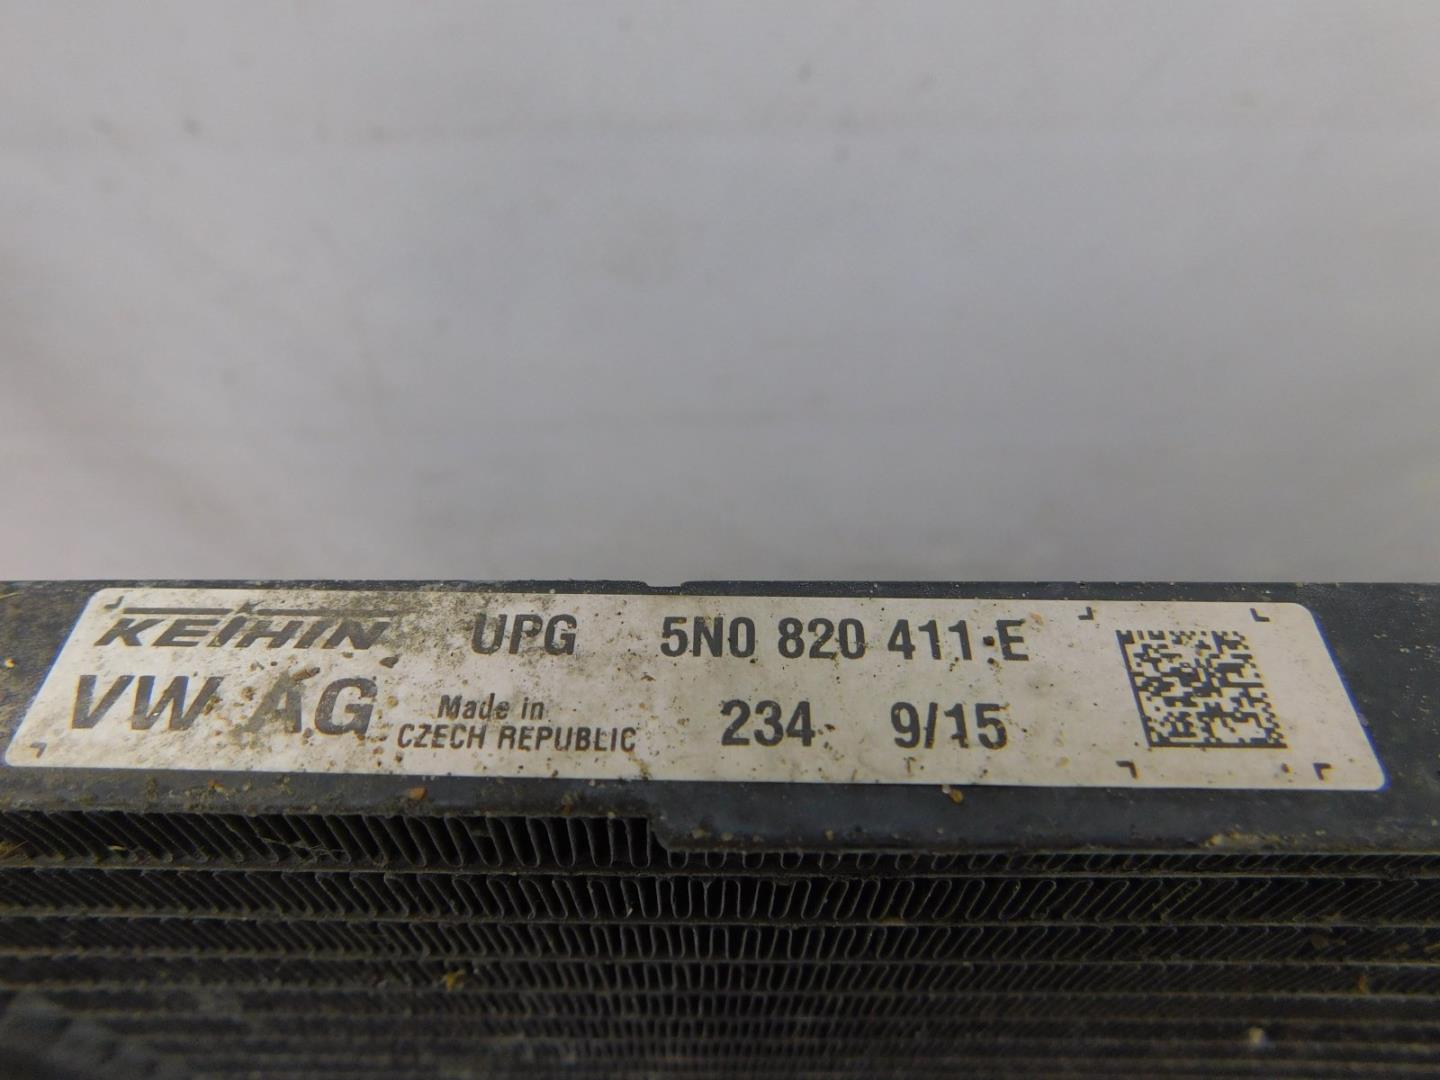 KEIHIN UPG 5N0 820 411 E
VW AG Made in CZECH REPUBLIC 234 9/15